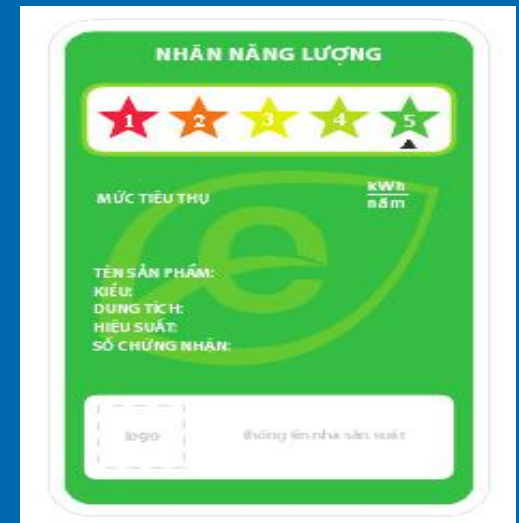 NHÃN NĂNG LƯỢNG
1 2 3 4 5
MỨC TIÊU THỤ
kWh
năm
e
TÊN SẢN PHẨM:
KIỂU:
DUNG TÍCH:
HIỆU SUẤT:
SỐ CHỨNG NHẬN:
logo thông tin nhà sản xuất